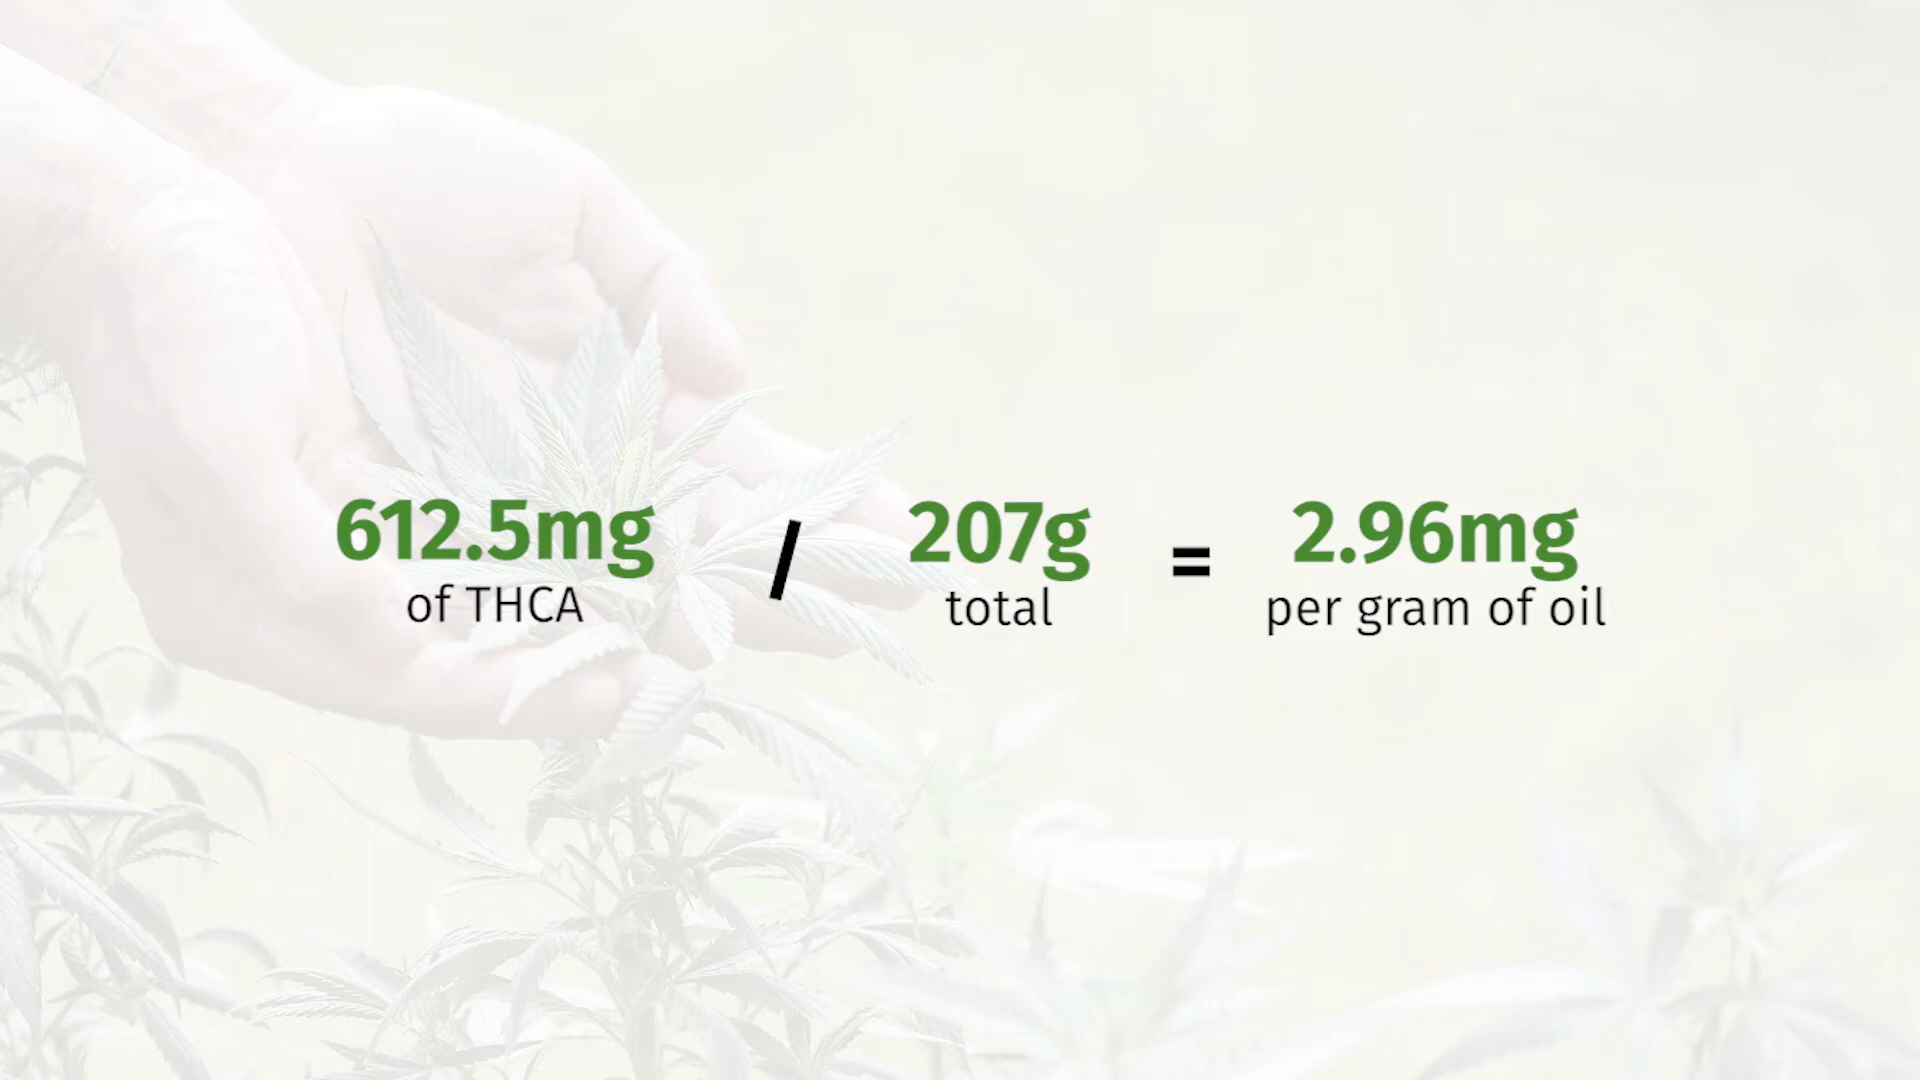 612.5mg / 207g = 2.96mg
of THCA total per gram of oil